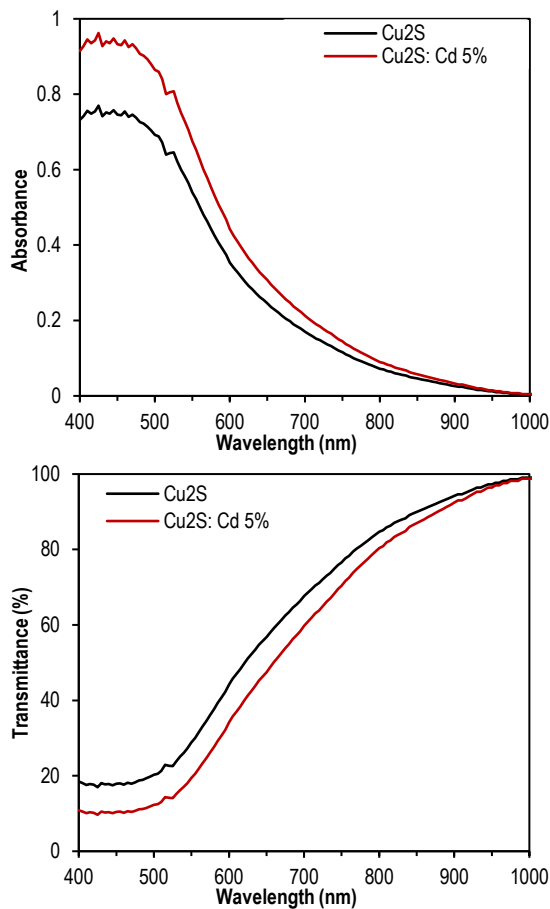 1
0.8
0.6
0.4
0.2
0
Absorbance
Cu2S
Cu2S: Cd 5%
400 500 600 700 800 900 1000
Wavelength (nm)
100
80
60
40
20
0
Transmittance (%)
Cu2S
Cu2S: Cd 5%
400 500 600 700 800 900 1000
Wavelength (nm)